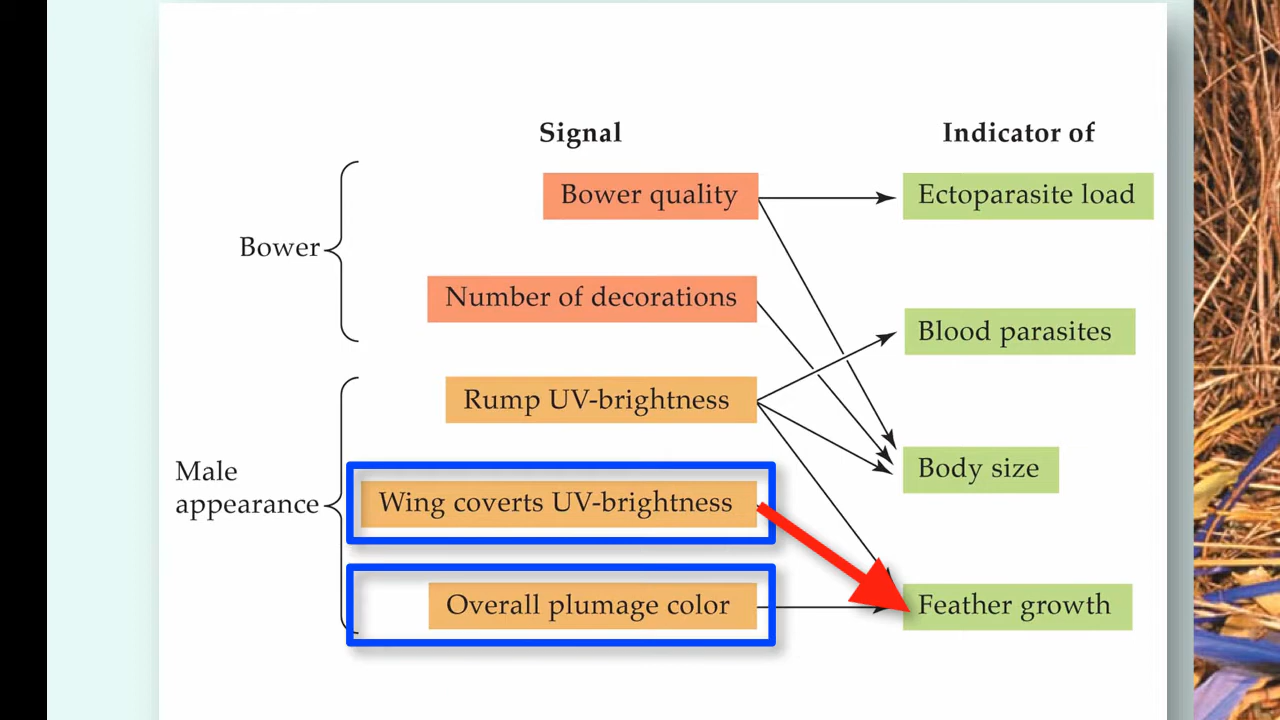 Signal
Indicator of
Bower quality
Ectoparasite load
Bower
Number of decorations
Blood parasites
Rump UV-brightness
Male
appearance
Body size
Wing coverts UV-brightness
Overall plumage color
Feather growth